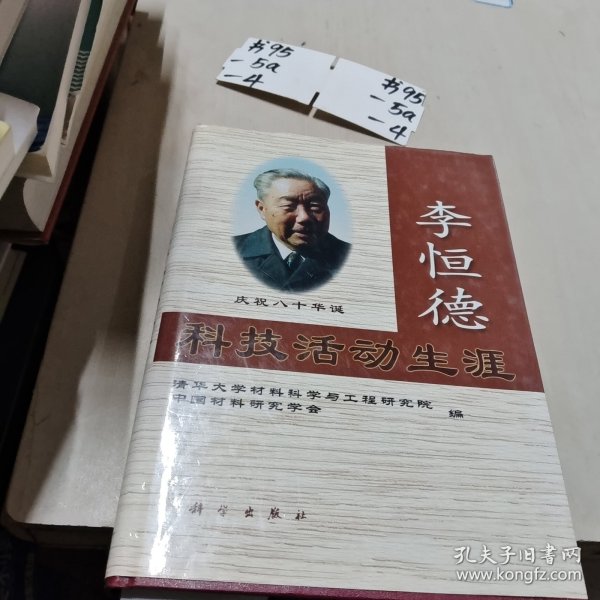 书95
-5a
-4
书95
-5a
-4
李恒德
庆祝八十华诞
科技活动生涯
清华大学材料科学与工程研究院
中国材料研究学会
编
科学出版社
孔夫子旧书网
www.kongfz.com